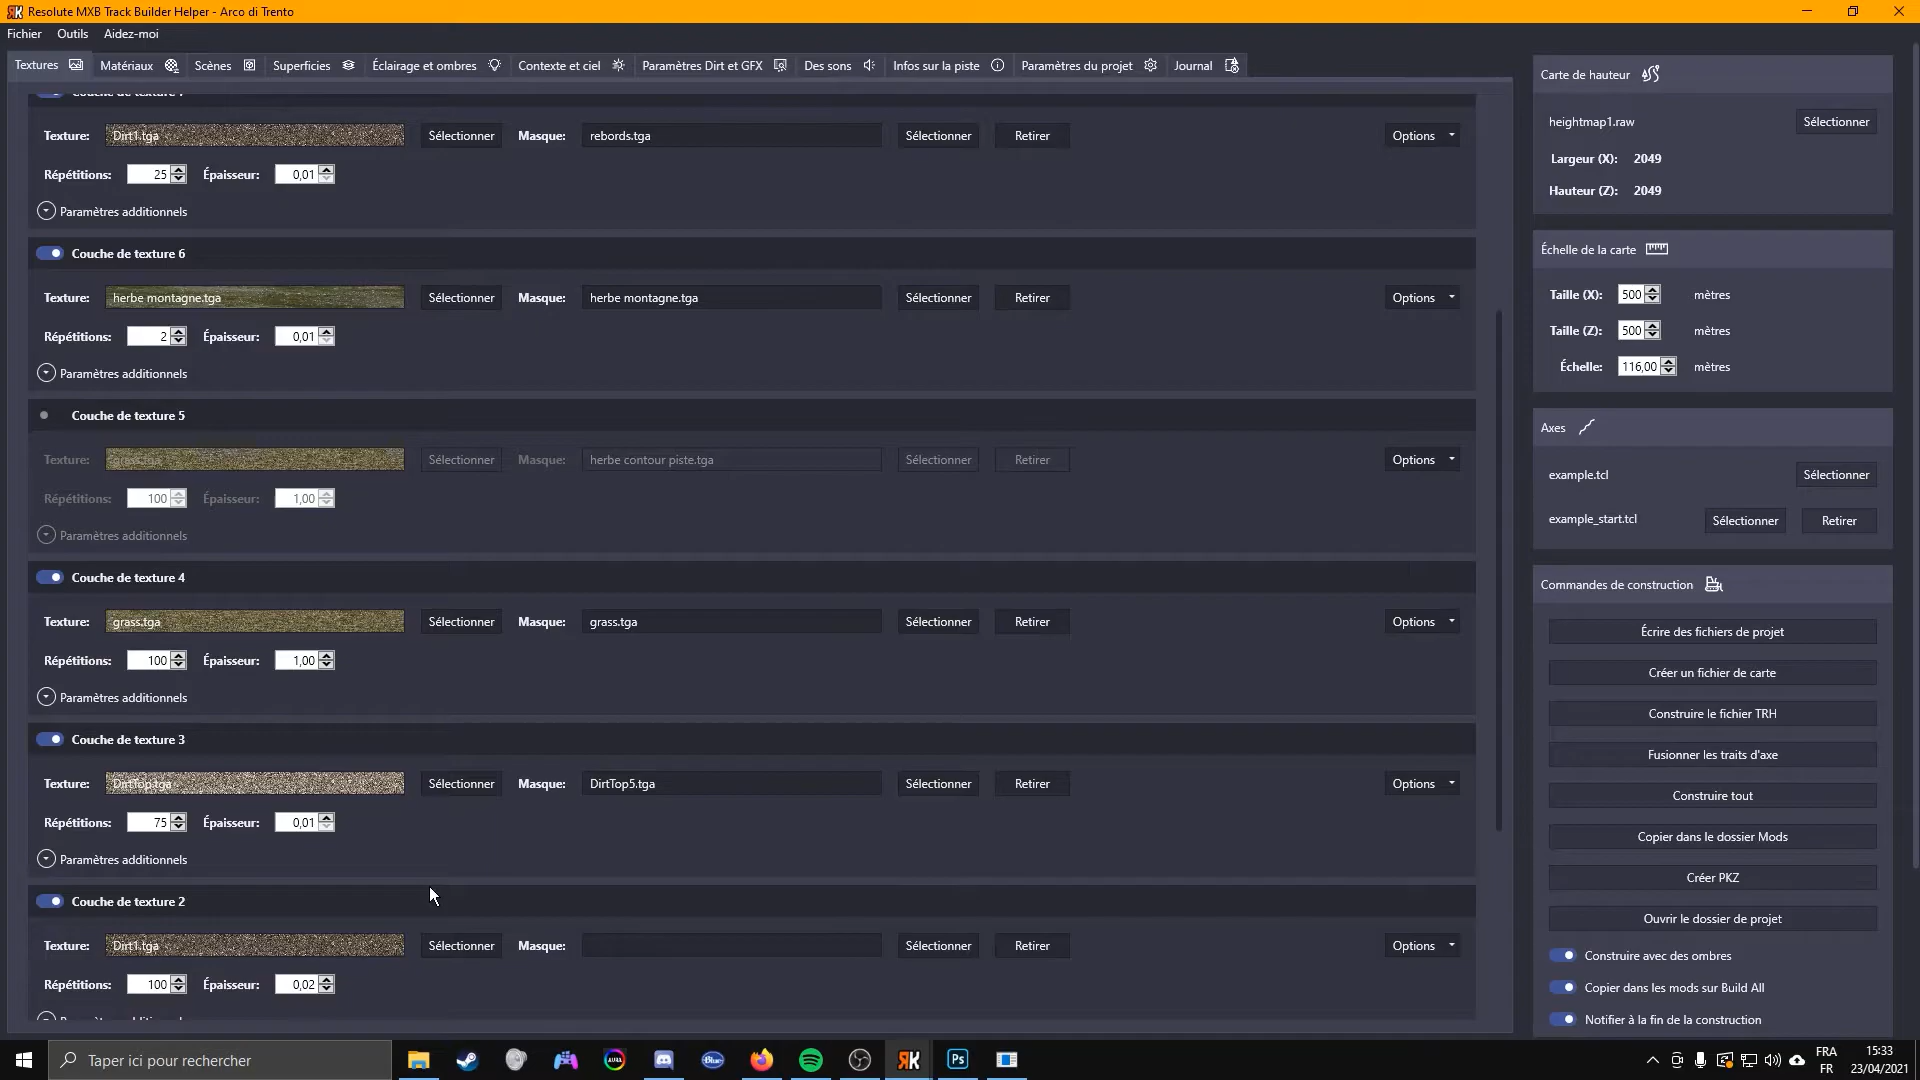 Resolute MXB Track Builder Helper - Arco di Trento
Fichier Outils Aidez-moi
Textures Matériaux Scènes Superficies Éclairage et ombres Contexte et ciel Paramètres Dirt et GFX Des sons Infos sur la piste Paramètres du projet Journal
Texture: Dirt1.tga Sélectionner Masque: rebords.tga Sélectionner Retirer Options
Répétitions: 25 Épaisseur: 0,01
Paramètres additionnels
Couche de texture 6
Texture: herbe montagne.tga Sélectionner Masque: herbe montagne.tga Sélectionner Retirer Options
Répétitions: 2 Épaisseur: 0,01
Paramètres additionnels
Couche de texture 5
Texture: grass.tga Sélectionner Masque: herbe contour piste.tga Sélectionner Retirer Options
Répétitions: 100 Épaisseur: 1,00
Paramètres additionnels
Couche de texture 4
Texture: grass.tga Sélectionner Masque: grass.tga Sélectionner Retirer Options
Répétitions: 100 Épaisseur: 1,00
Paramètres additionnels
Couche de texture 3
Texture: DirtTop.tga Sélectionner Masque: DirtTop5.tga Sélectionner Retirer Options
Répétitions: 75 Épaisseur: 0,01
Paramètres additionnels
Couche de texture 2
Texture: Dirt1.tga Sélectionner Masque: Sélectionner Retirer Options
Répétitions: 100 Épaisseur: 0,02
Carte de hauteur
heightmap1.raw Sélectionner
Largeur (X): 2049
Hauteur (Z): 2049
Échelle de la carte
Taille (X): 500 mètres
Taille (Z): 500 mètres
Échelle: 116,00 mètres
Axes
example.tcl Sélectionner
example_start.tcl Sélectionner Retirer
Commandes de construction
Écrire des fichiers de projet
Créer un fichier de carte
Construire le fichier TRH
Fusionner les traits d'axe
Construire tout
Copier dans le dossier Mods
Créer PKZ
Ouvrir le dossier de projet
Construire avec des ombres
Copier dans les mods sur Build All
Notifier à la fin de la construction
Taper ici pour rechercher
AURA
Blue
RK
Ps
FRA
FR
15:33
23/04/2021